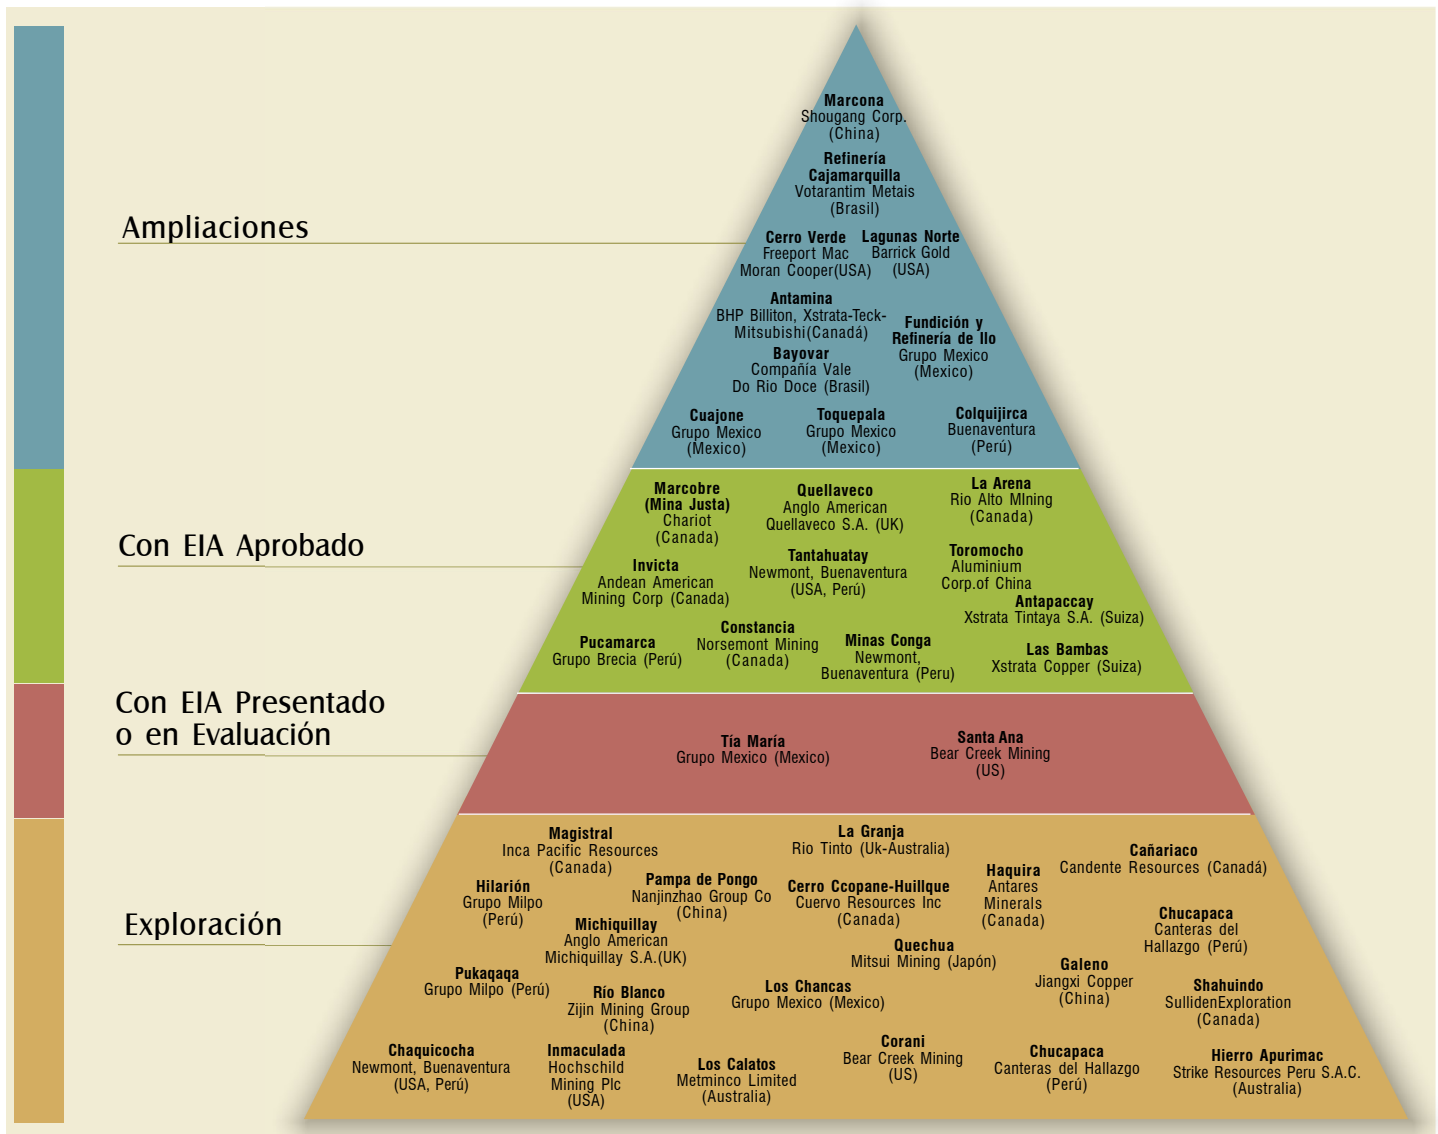 Marcona
Shougang Corp.
(China)
Refinería
Cajamarquilla
Votarantim Metais
(Brasil)
Ampliaciones
Cerro Verde
Freeport Mac
Moran Cooper(USA)
Lagunas Norte
Barrick Gold
(USA)
Antamina
BHP Billiton, Xstrata-Teck-
Mitsubishi(Canadá)
Fundición y
Refinería de Ilo
Grupo Mexico
(Mexico)
Bayovar
Compañía Vale
Do Rio Doce (Brasil)
Cuajone
Grupo Mexico
(Mexico)
Toquepala
Grupo Mexico
(Mexico)
Colquijirca
Buenaventura
(Perú)
Con EIA Aprobado
Marcobre
(Mina Justa)
Chariot
(Canada)
Quellaveco
Anglo American
Quellaveco S.A. (UK)
La Arena
Rio Alto MIning
(Canada)
Invicta
Andean American
Mining Corp (Canada)
Tantahuatay
Newmont, Buenaventura
(USA, Perú)
Toromocho
Aluminium
Corp.of China
Antapaccay
Xstrata Tintaya S.A. (Suiza)
Pucamarca
Grupo Brecia (Perú)
Constancia
Norsemont Mining
(Canada)
Minas Conga
Newmont,
Buenaventura (Peru)
Las Bambas
Xstrata Copper (Suiza)
Con EIA Presentado
o en Evaluación
Tía María
Grupo Mexico (Mexico)
Santa Ana
Bear Creek Mining
(US)
Exploración
Magistral
Inca Pacific Resources
(Canada)
La Granja
Rio Tinto (Uk-Australia)
Cañariaco
Candente Resources (Canadá)
Hilarión
Grupo Milpo
(Perú)
Pampa de Pongo
Nanjinzhao Group Co
(China)
Cerro Ccopane-Huillque
Cuervo Resources Inc
(Canada)
Haquira
Antares
Minerals
(Canada)
Chucapaca
Canteras del
Hallazgo (Perú)
Michiquillay
Anglo American
Michiquillay S.A.(UK)
Quechua
Mitsui Mining (Japón)
Pukaqaqa
Grupo Milpo (Perú)
Río Blanco
Zijin Mining Group
(China)
Los Chancas
Grupo Mexico (Mexico)
Galeno
Jiangxi Copper
(China)
Shahuindo
SullidenExploration
(Canada)
Chaquicocha
Newmont, Buenaventura
(USA, Perú)
Inmaculada
Hochschild
Mining Plc
(USA)
Los Calatos
Metminco Limited
(Australia)
Corani
Bear Creek Mining
(US)
Chucapaca
Canteras del Hallazgo
(Perú)
Hierro Apurimac
Strike Resources Peru S.A.C.
(Australia)